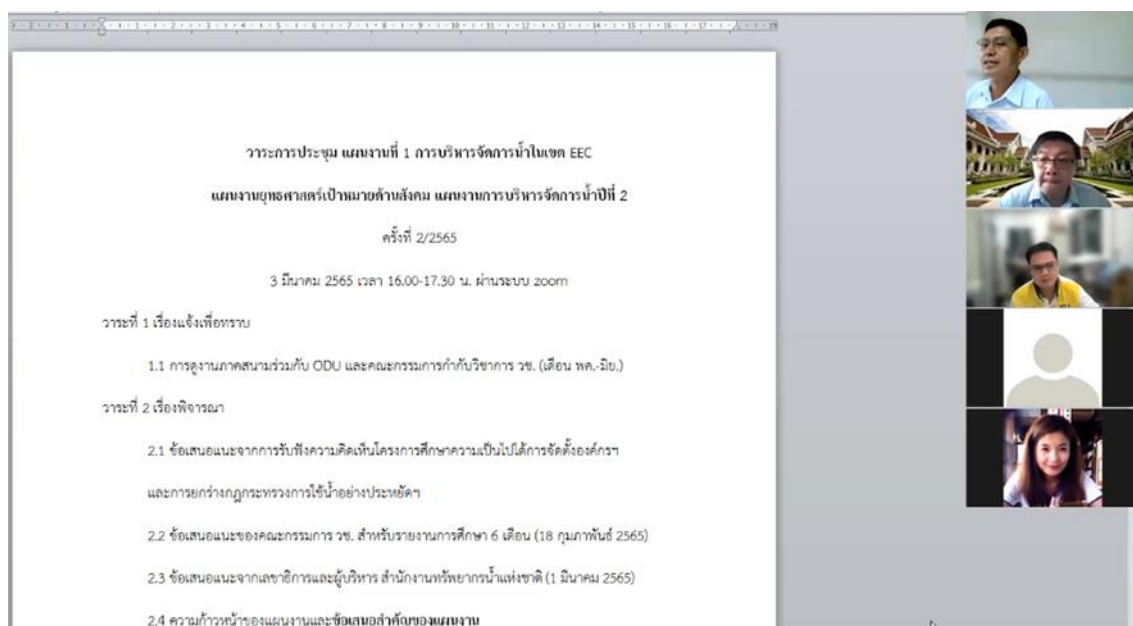 วาระการประชุม แผนงานที่ 1 การบริหารจัดการน้ำในเขต EEC
แผนงานยุทธศาสตร์เป้าหมายด้านสังคม แผนงานการบริหารจัดการน้ำปีที่ 2
ครั้งที่ 2/2565
3 มีนาคม 2565 เวลา 16.00-17.30 น. ผ่านระบบ zoom
วาระที่ 1 เรื่องแจ้งเพื่อทราบ
1.1 การดูงานภาคสนามร่วมกับ ODU และคณะกรรมการกำกับวิชาการ วช. (เดือน พค.-มิย.)
วาระที่ 2 เรื่องพิจารณา
2.1 ข้อเสนอแนะจากการรับฟังความคิดเห็นโครงการศึกษาความเป็นไปได้การจัดตั้งองค์กรฯ
และการยกร่างกฎกระทรวงการใช้น้ำอย่างประหยัดฯ
2.2 ข้อเสนอแนะของคณะกรรมการ วช. สำหรับรายงานการศึกษา 6 เดือน (18 กุมภาพันธ์ 2565)
2.3 ข้อเสนอแนะจากเลขาธิการและผู้บริหาร สำนักงานทรัพยากรน้ำแห่งชาติ (1 มีนาคม 2565)
2.4 ความก้าวหน้าของแผนงานและข้อเสนอสำคัญของแผนงาน